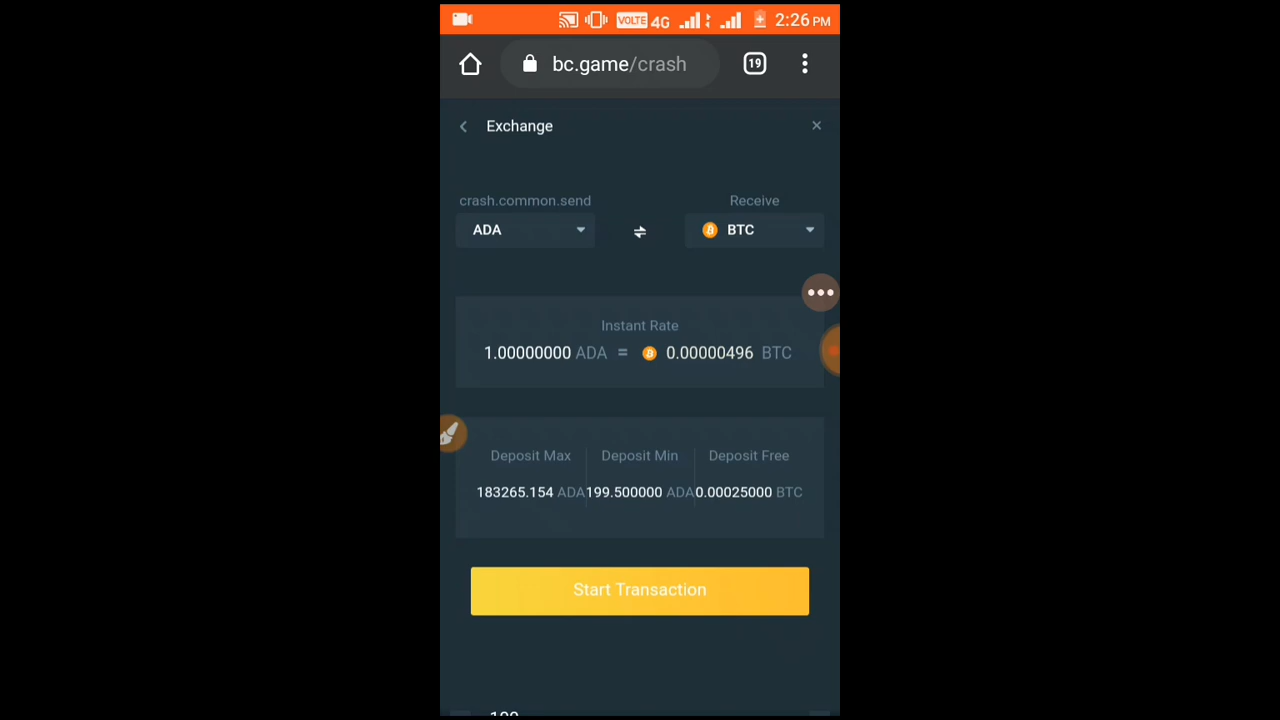 VOLTE 4G 2:26 PM
bc.game/crash 19
Exchange
crash.common.send Receive
ADA BTC
Instant Rate
1.00000000 ADA = 0.00000496 BTC
Deposit Max Deposit Min Deposit Free
183265.154 ADA 199.500000 ADA 0.00025000 BTC
Start Transaction